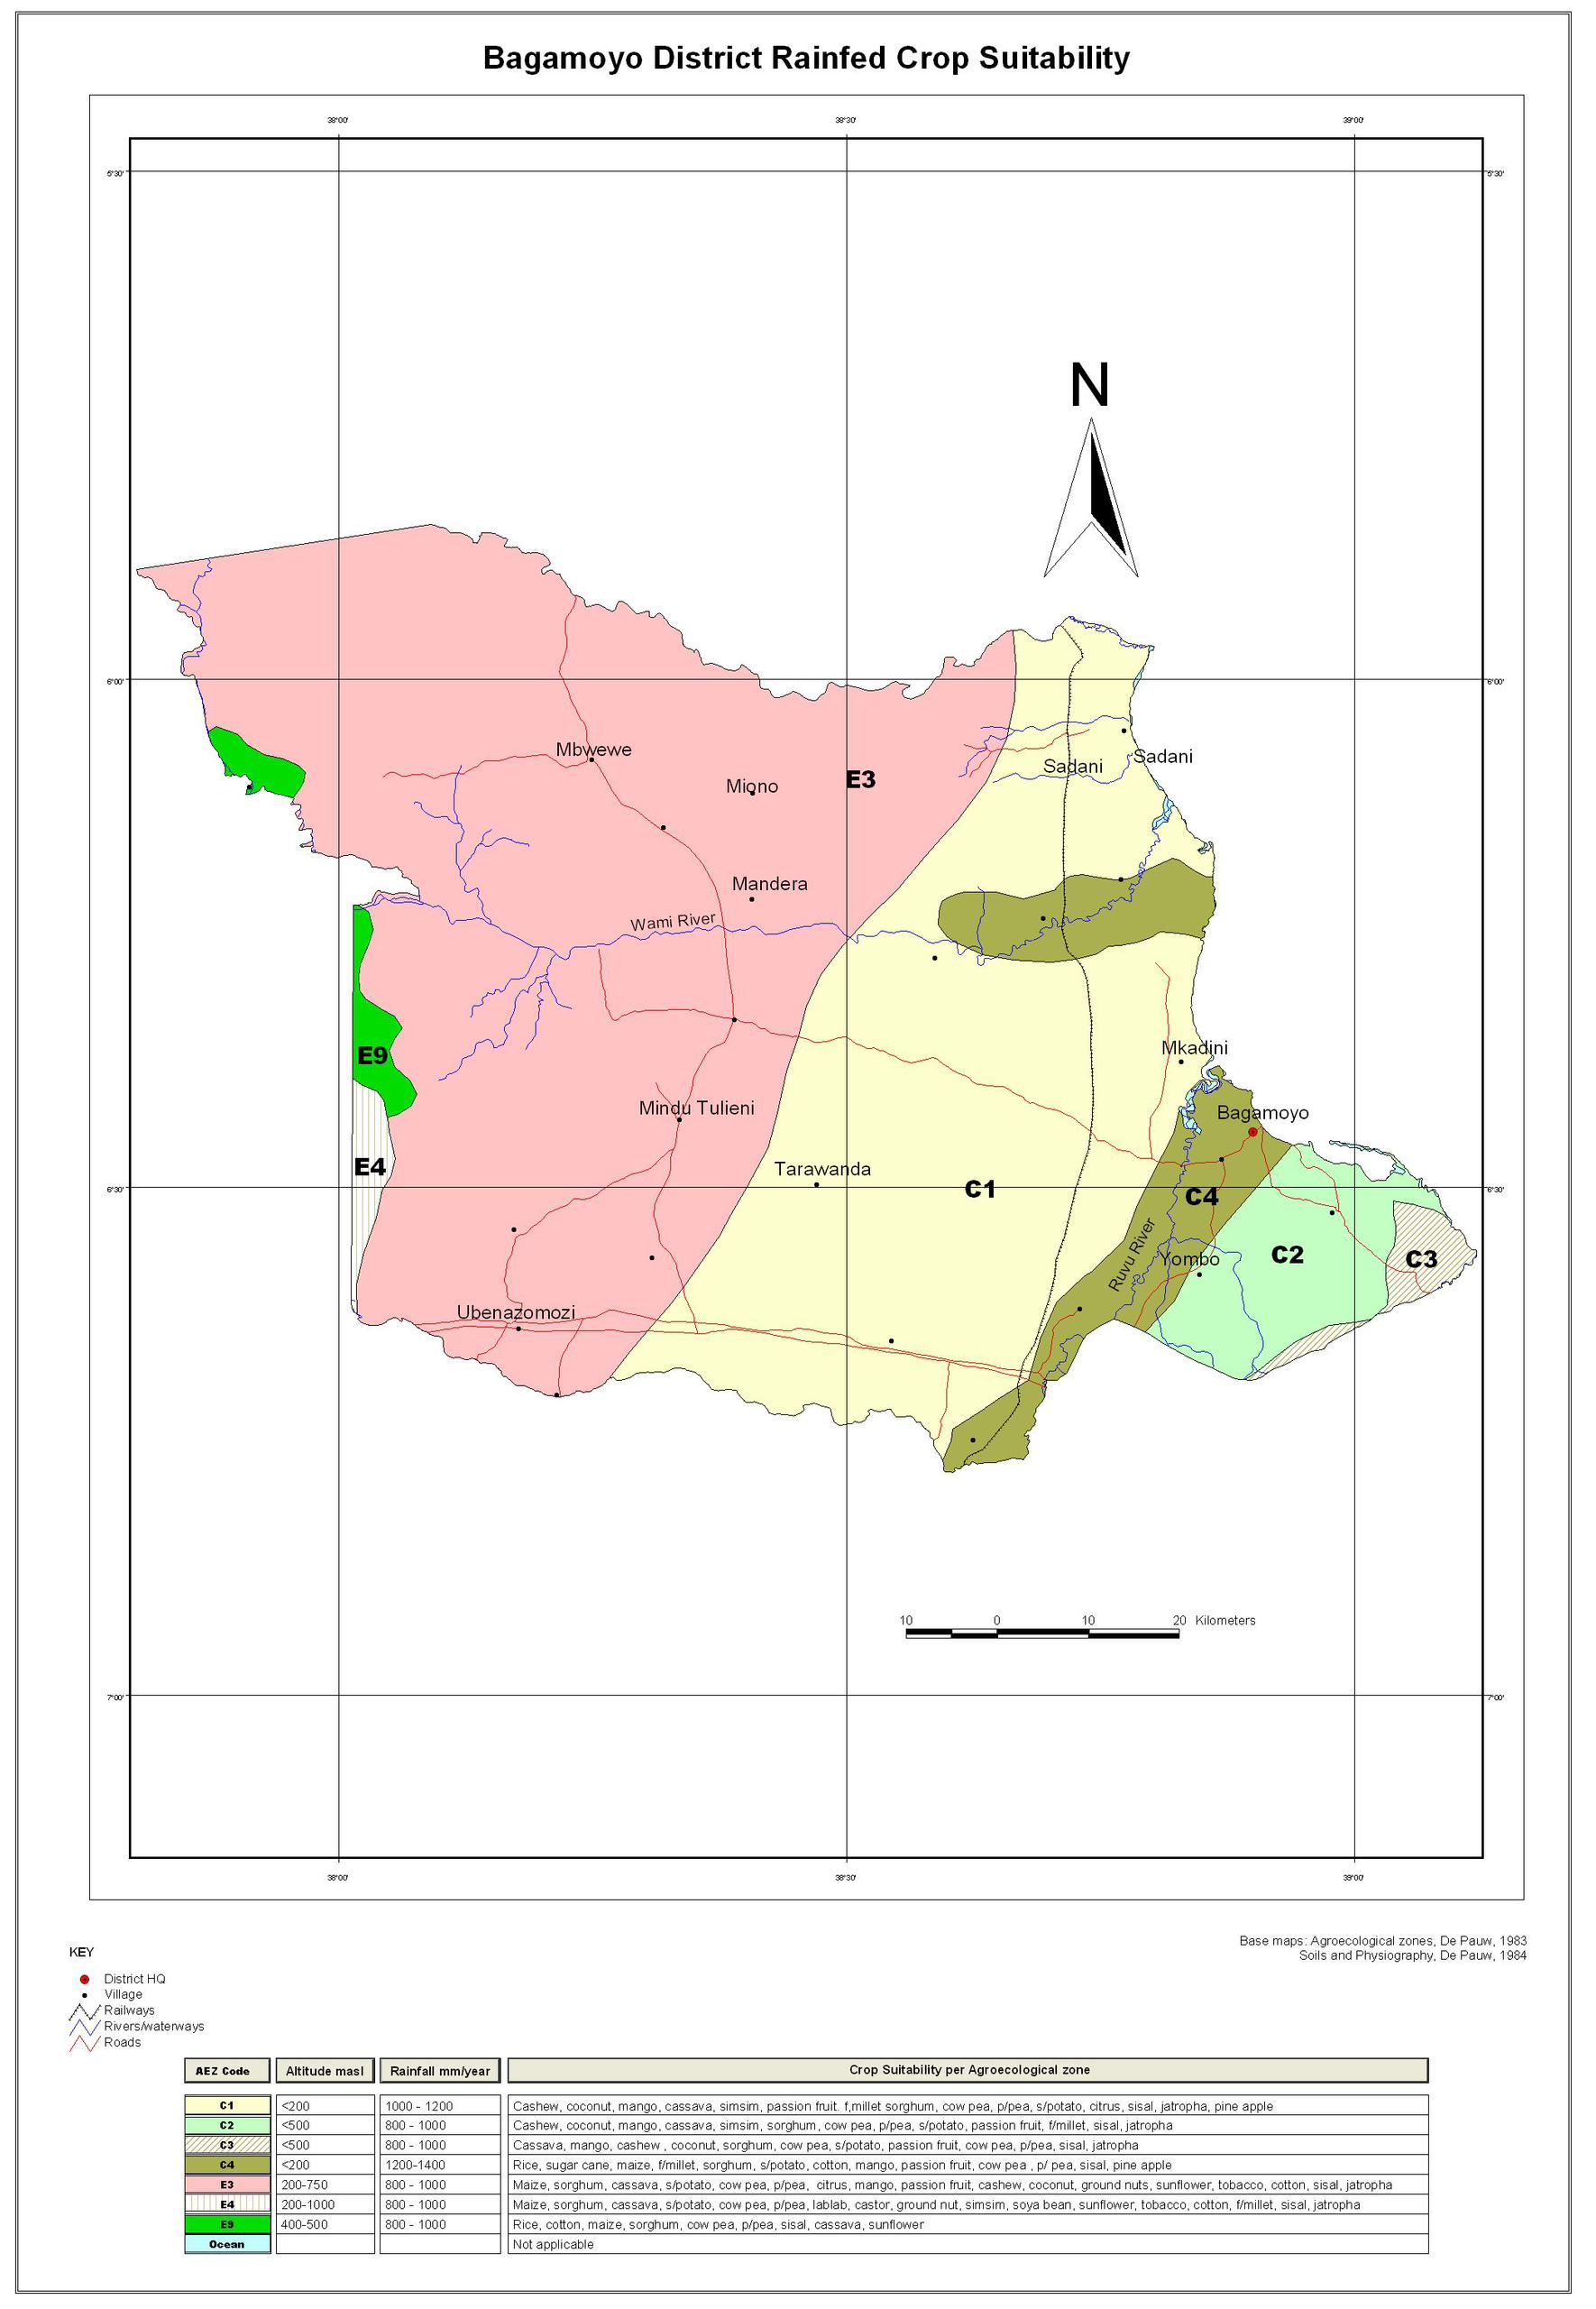 Bagamoyo District Rainfed Crop Suitability
38°00' 38°30' 39°00'
5°30' 5°30'
N
6°00' 6°00'
Mbwewe
Sadani
Sadani
E3
Miono
Mandera
Wami River
Mkadini
E9
Mindu Tulieni
Bagamoyo
E4
Tarawanda
6°30' 6°30'
C1
C4
Ruvu River
Yombo
C2
C3
Ubenazomozi
10 0 10 20 Kilometers
7°00' 7°00'
38°00' 38°30' 39°00'
Base maps: Agroecological zones, De Pauw, 1983
Soils and Physiography, De Pauw, 1984
KEY
District HQ
Village
Railways
Rivers/waterways
Roads
AEZ Code Altitude masl Rainfall mm/year Crop Suitability per Agroecological zone
C1 <200 1000 - 1200 Cashew, coconut, mango, cassava, simsim, passion fruit. f,millet sorghum, cow pea, p/pea, s/potato, citrus, sisal, jatropha, pine apple
C2 <500 800 - 1000 Cashew, coconut, mango, cassava, simsim, sorghum, cow pea, p/pea, s/potato, passion fruit, f/millet, sisal, jatropha
C3 <500 800 - 1000 Cassava, mango, cashew , coconut, sorghum, cow pea, s/potato, passion fruit, cow pea, p/pea, sisal, jatropha
C4 <200 1200-1400 Rice, sugar cane, maize, f/millet, sorghum, s/potato, cotton, mango, passion fruit, cow pea , p/ pea, sisal, pine apple
E3 200-750 800 - 1000 Maize, sorghum, cassava, s/potato, cow pea, p/pea, citrus, mango, passion fruit, cashew, coconut, ground nuts, sunflower, tobacco, cotton, sisal, jatropha
E4 200-1000 800 - 1000 Maize, sorghum, cassava, s/potato, cow pea, p/pea, lablab, castor, ground nut, simsim, soya bean, sunflower, tobacco, cotton, f/millet, sisal, jatropha
E9 400-500 800 - 1000 Rice, cotton, maize, sorghum, cow pea, p/pea, sisal, cassava, sunflower
Ocean Not applicable